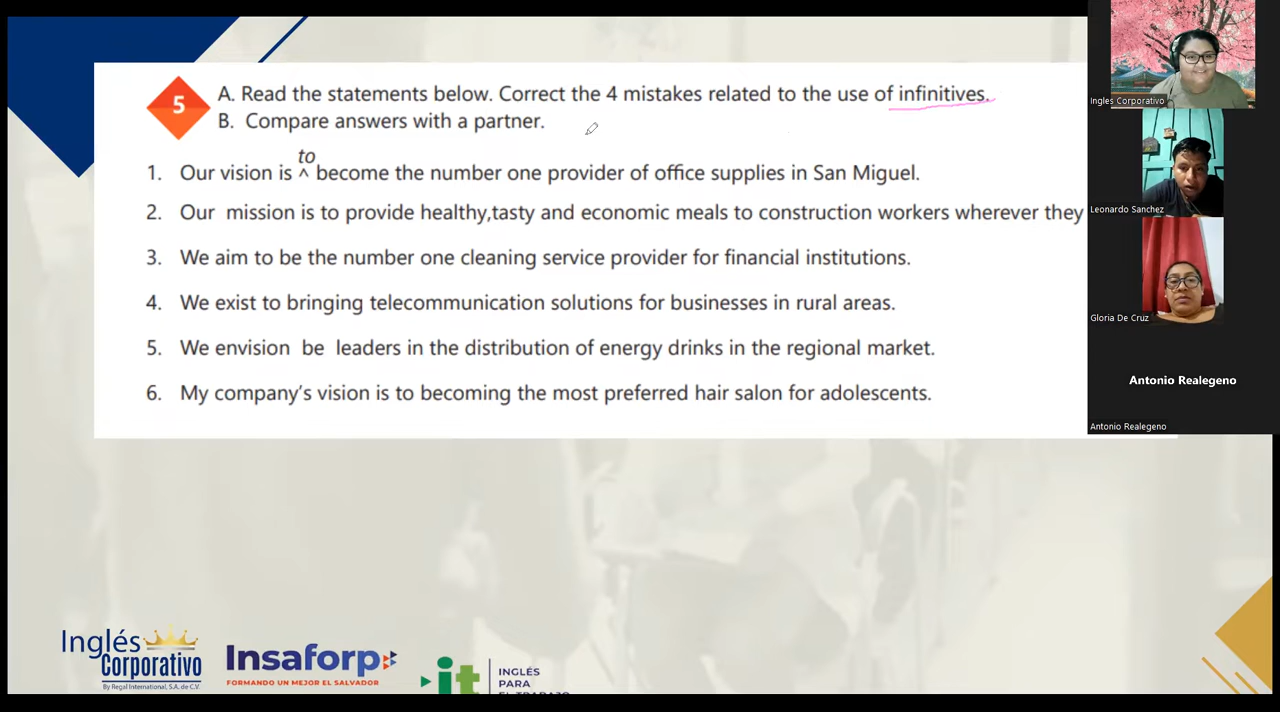 5
A. Read the statements below. Correct the 4 mistakes related to the use of infinitives.
B. Compare answers with a partner.
to
1. Our vision is ^ become the number one provider of office supplies in San Miguel.
2. Our mission is to provide healthy,tasty and economic meals to construction workers wherever they
3. We aim to be the number one cleaning service provider for financial institutions.
4. We exist to bringing telecommunication solutions for businesses in rural areas.
5. We envision be leaders in the distribution of energy drinks in the regional market.
6. My company's vision is to becoming the most preferred hair salon for adolescents.
Ingles Corporativo
Leonardo Sanchez
Gloria De Cruz
Antonio Realegeno
Antonio Realegeno
Inglés
Corporativo
By Regal International, S.A. de C.V.
Insaforp
FORMANDO UN MEJOR EL SALVADOR
it
INGLÉS
PARA
EL TRABAJO